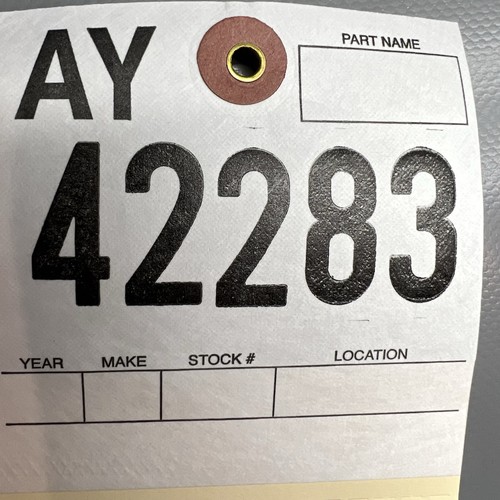 AY
PART NAME
42283
YEAR MAKE STOCK # LOCATION